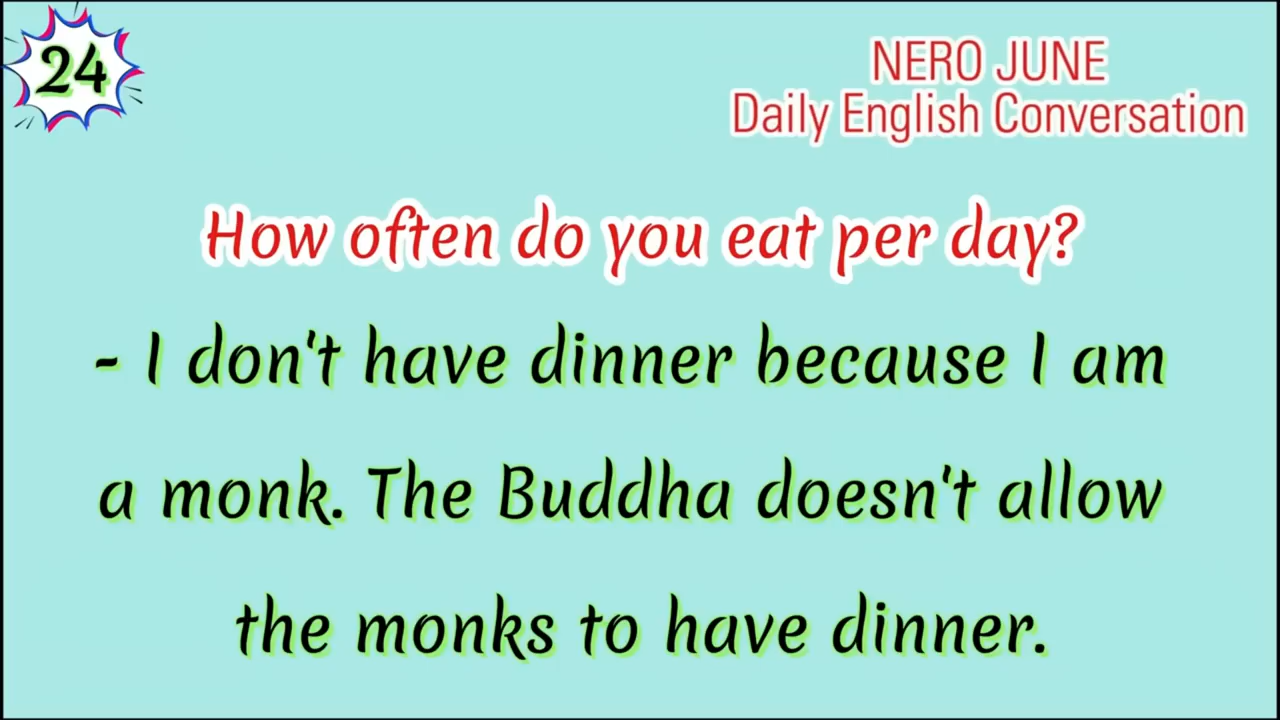 24
NERO JUNE
Daily English Conversation
How often do you eat per day?
- I don't have dinner because I am
a monk. The Buddha doesn't allow
the monks to have dinner.